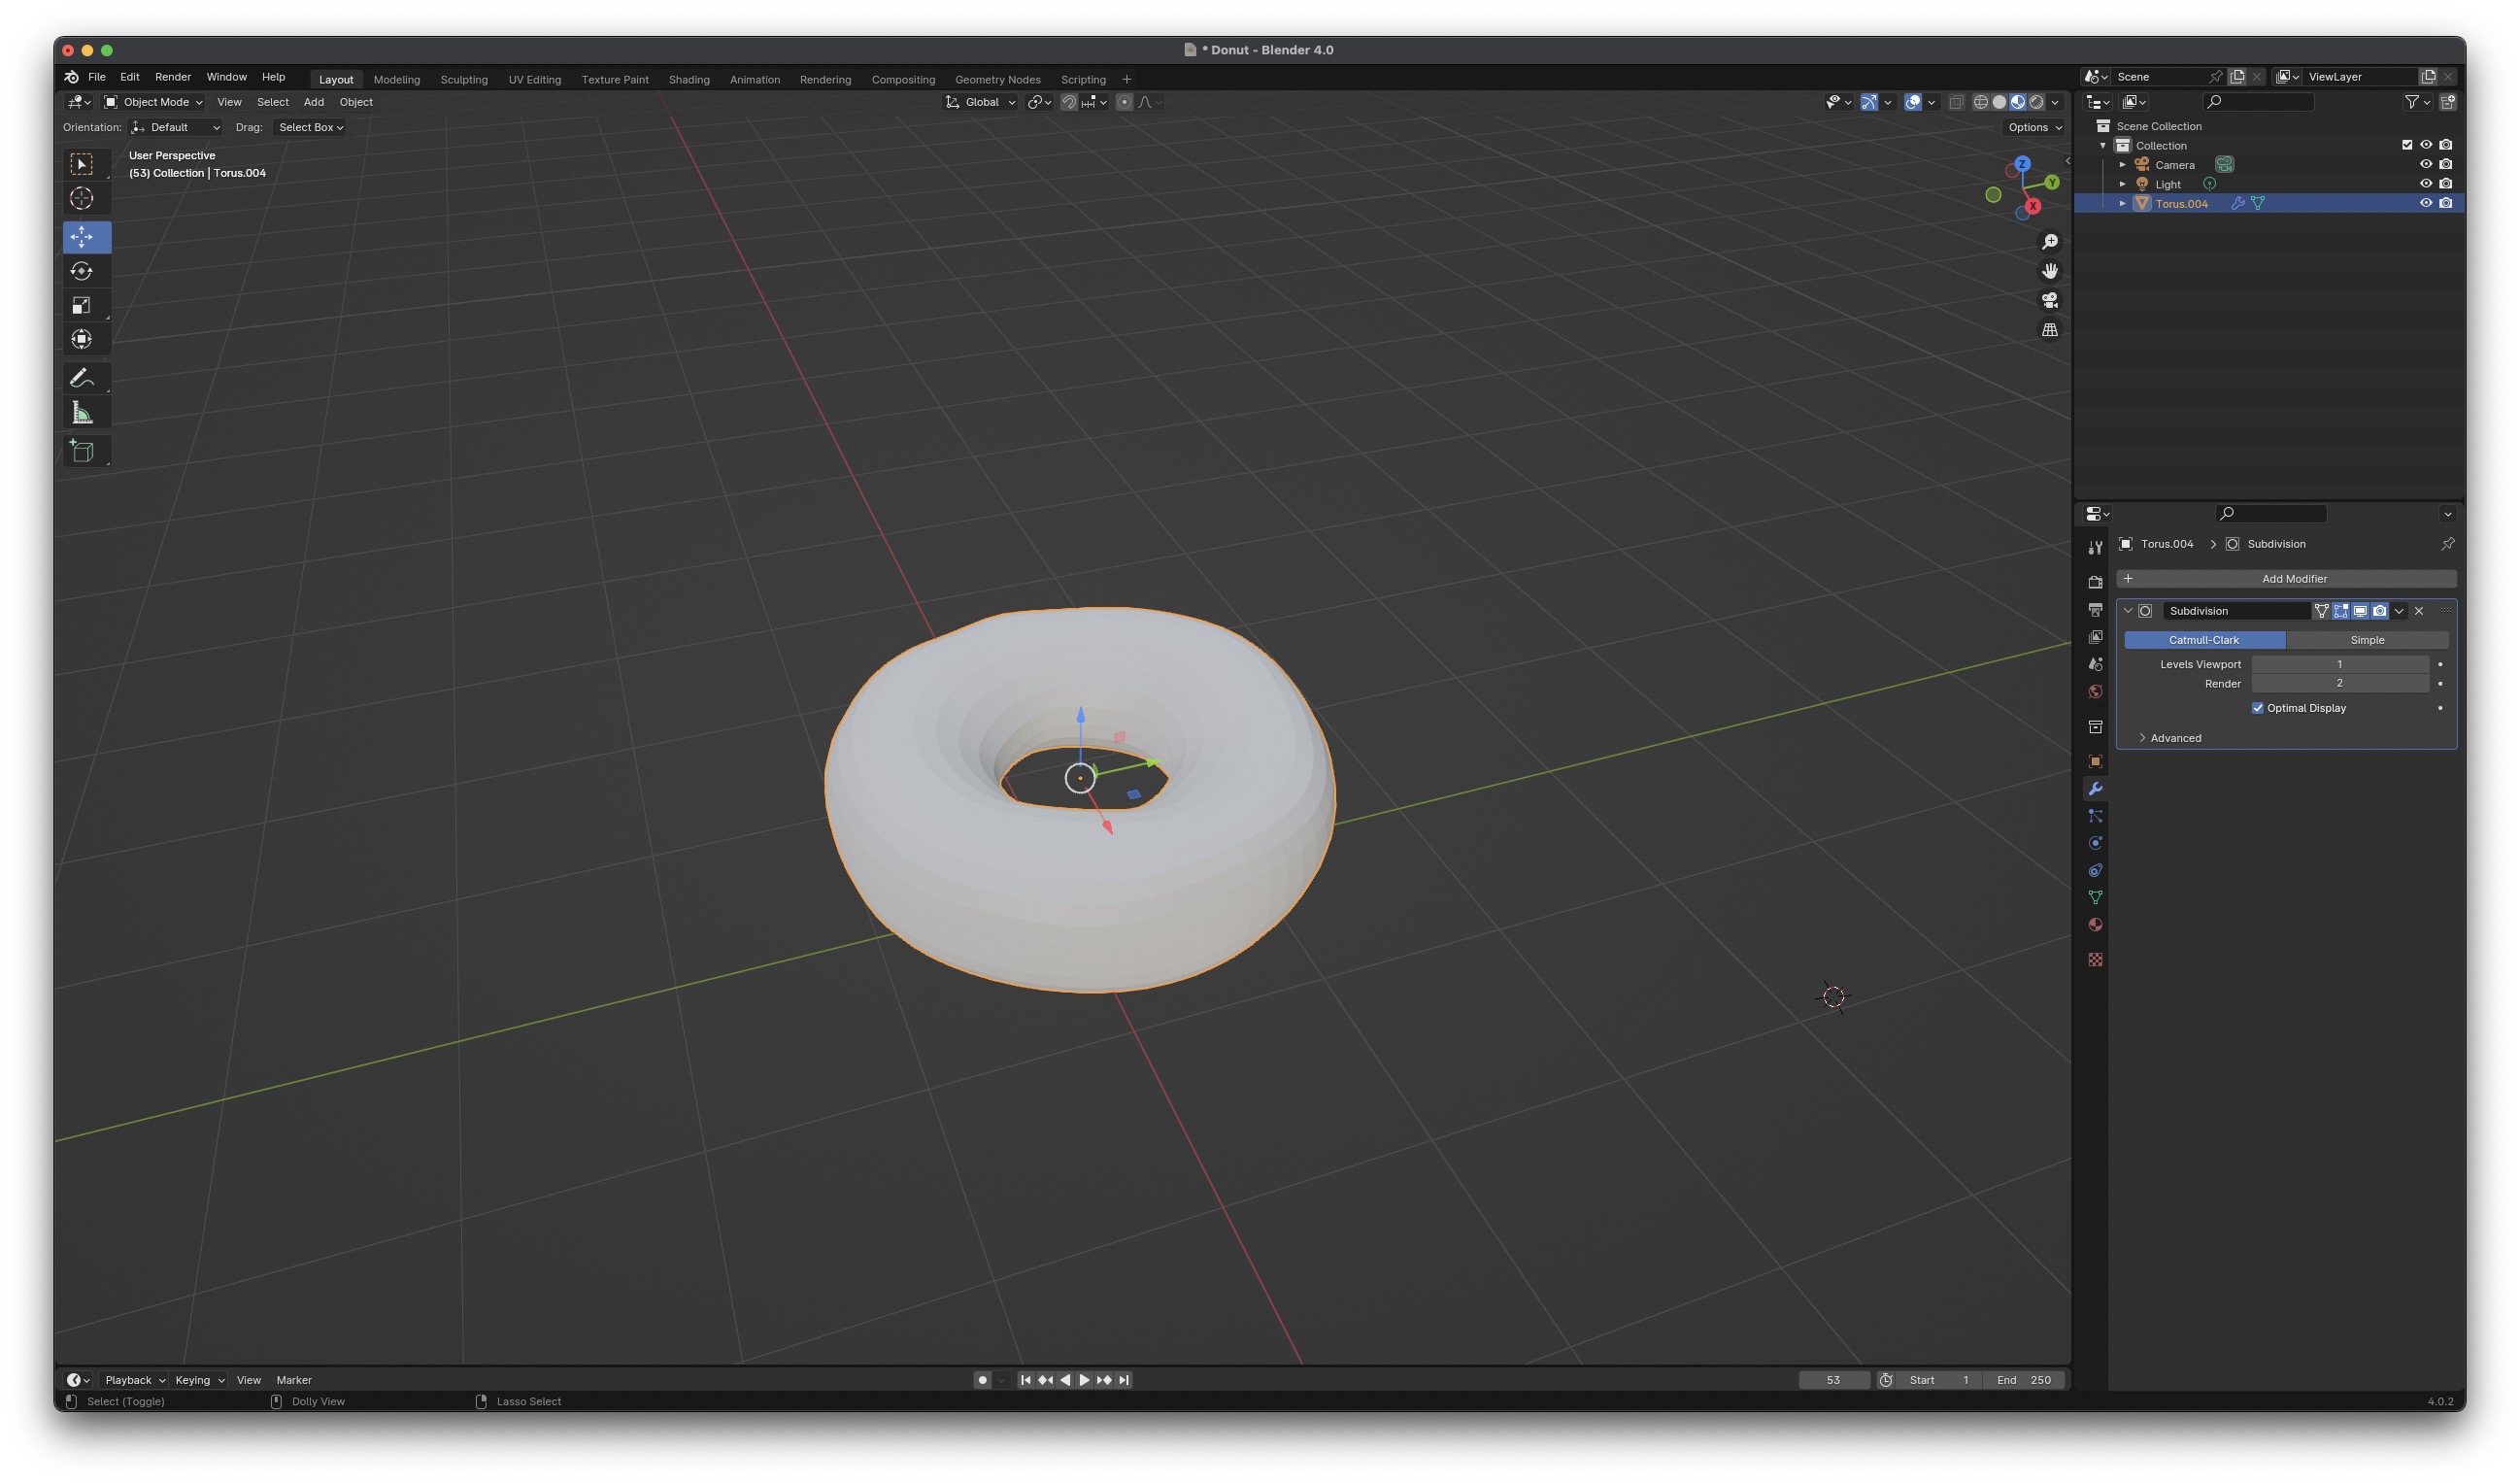 * Donut - Blender 4.0
File Edit Render Window Help Layout Modeling Sculpting UV Editing Texture Paint Shading Animation Rendering Compositing Geometry Nodes Scripting + Scene ViewLayer
Object Mode View Select Add Object Global
Orientation: Default Drag: Select Box Options
User Perspective
(53) Collection | Torus.004
Z
Y
X
Scene Collection
Collection
Camera
Light
Torus.004
Torus.004 > Subdivision
+ Add Modifier
Subdivision
Catmull-Clark Simple
Levels Viewport 1
Render 2
Optimal Display
Advanced
Playback Keying View Marker 53 Start 1 End 250
Select (Toggle) Dolly View Lasso Select 4.0.2